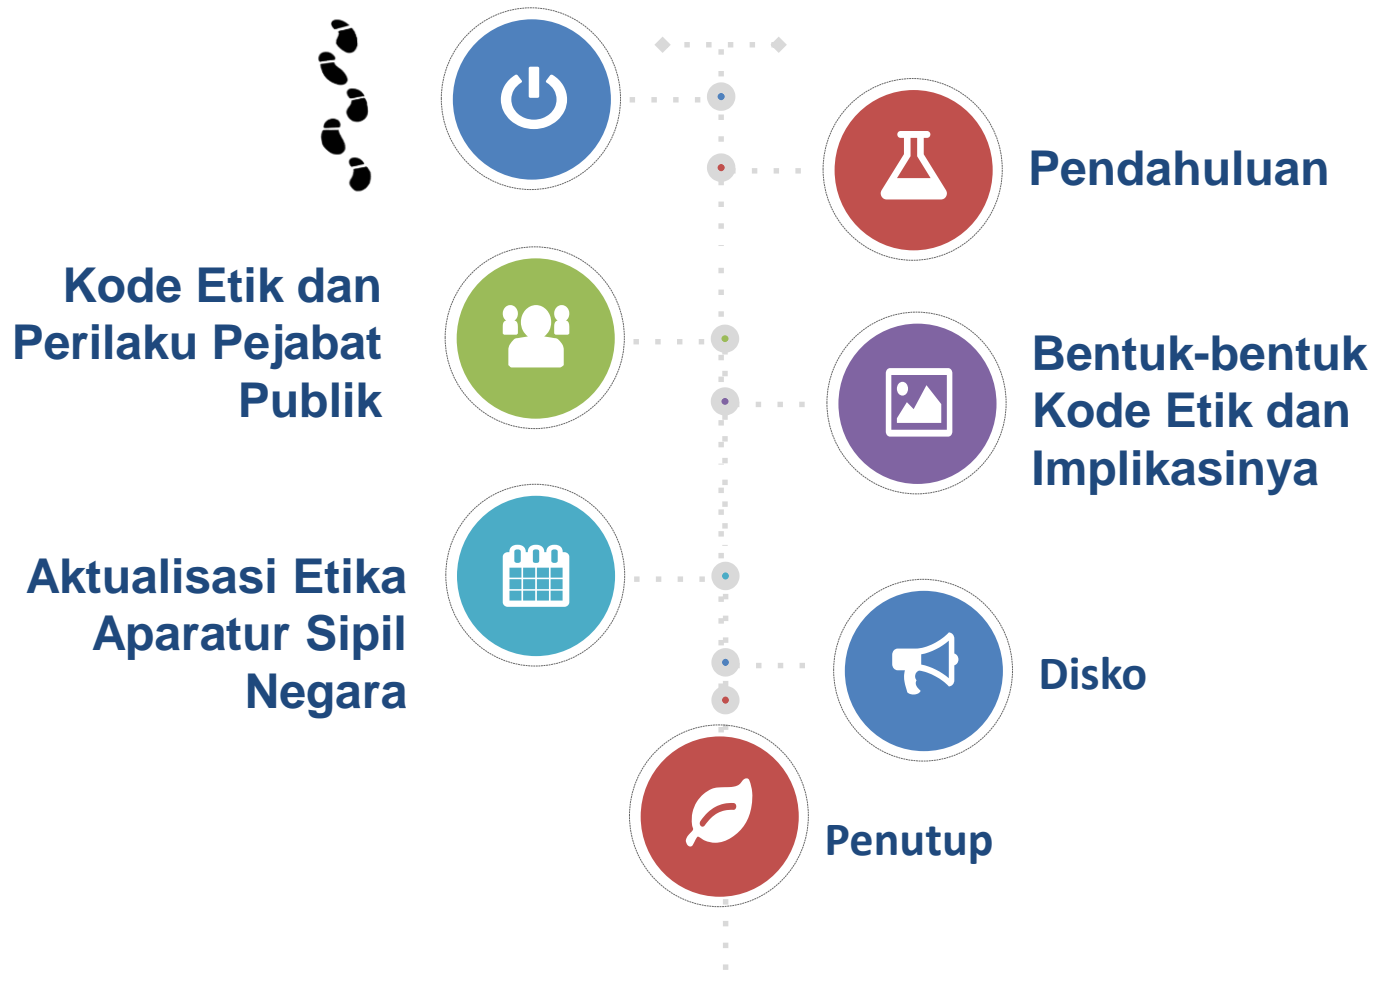 Pendahuluan
Kode Etik dan
Perilaku Pejabat
Publik
Bentuk-bentuk
Kode Etik dan
Implikasinya
Aktualisasi Etika
Aparatur Sipil
Negara
Disko
Penutup